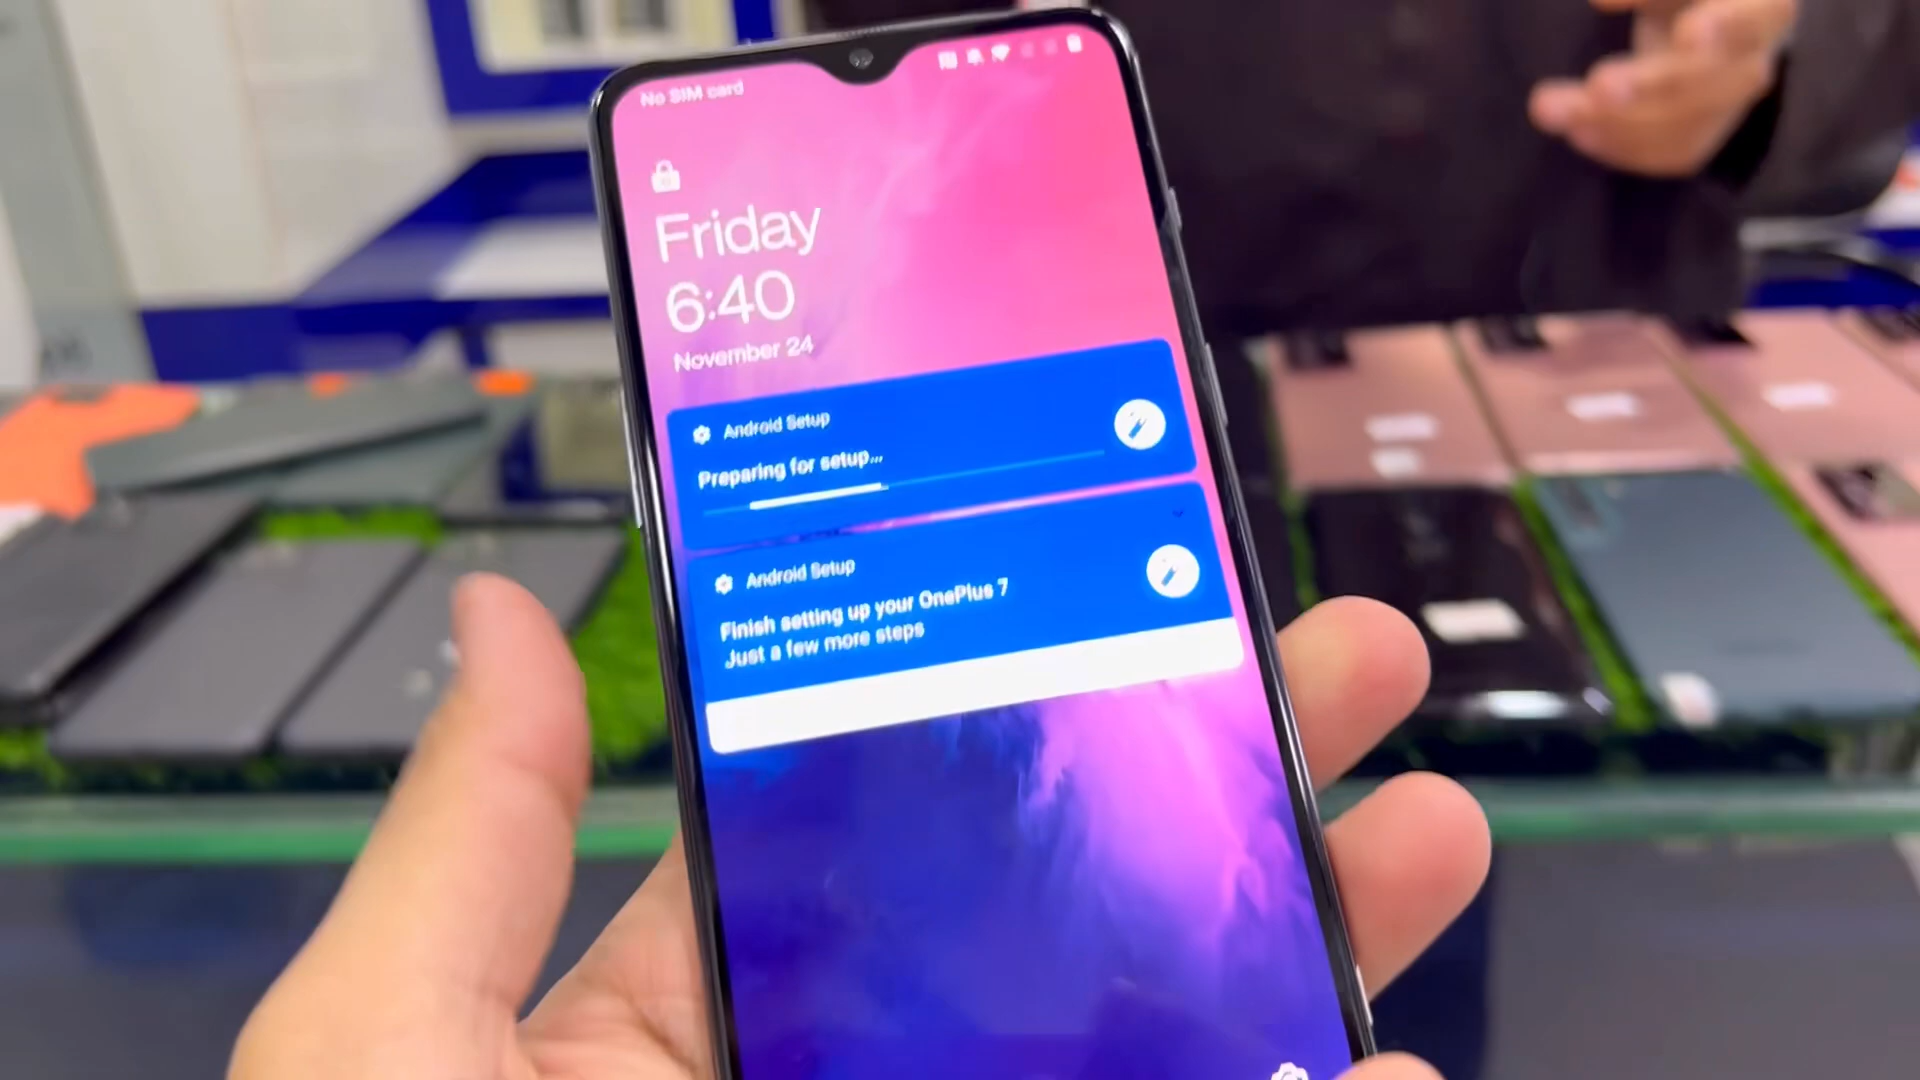 No SIM card
Friday
6:40
November 24
Android Setup
Preparing for setup...
Android Setup
Finish setting up your OnePlus 7
Just a few more steps